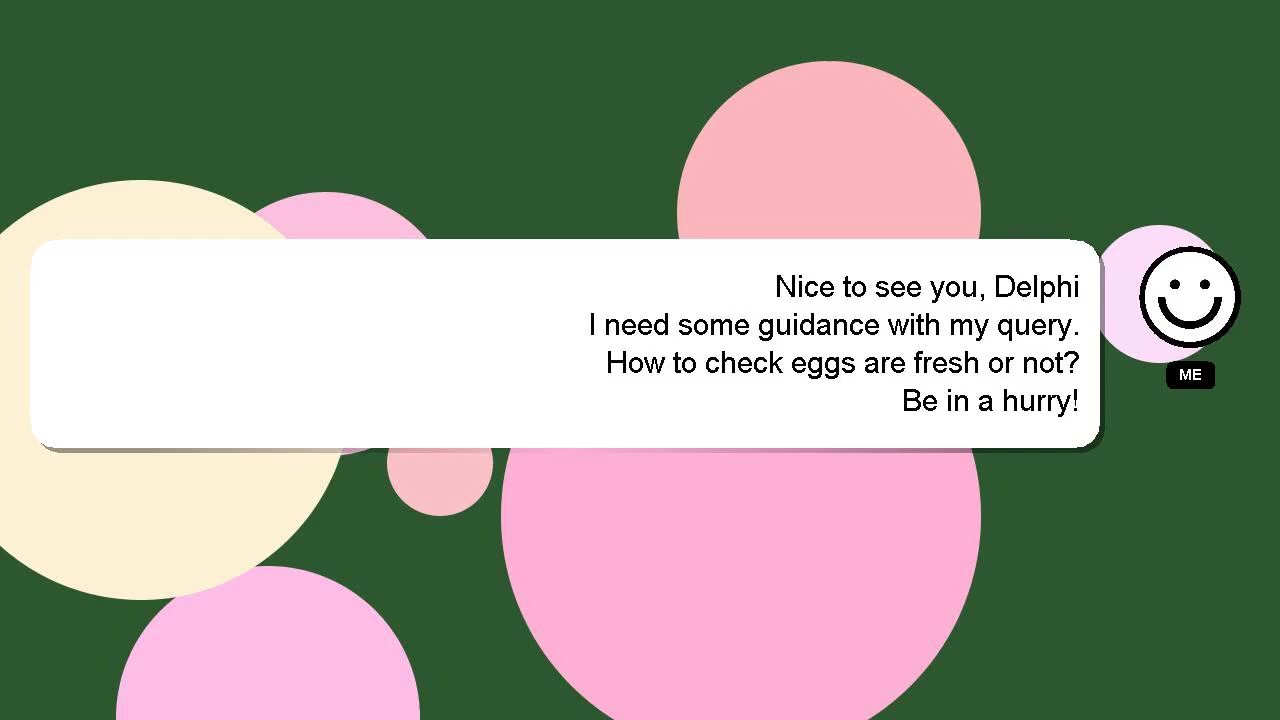 Nice to see you, Delphi
I need some guidance with my query.
How to check eggs are fresh or not?
Be in a hurry!
ME